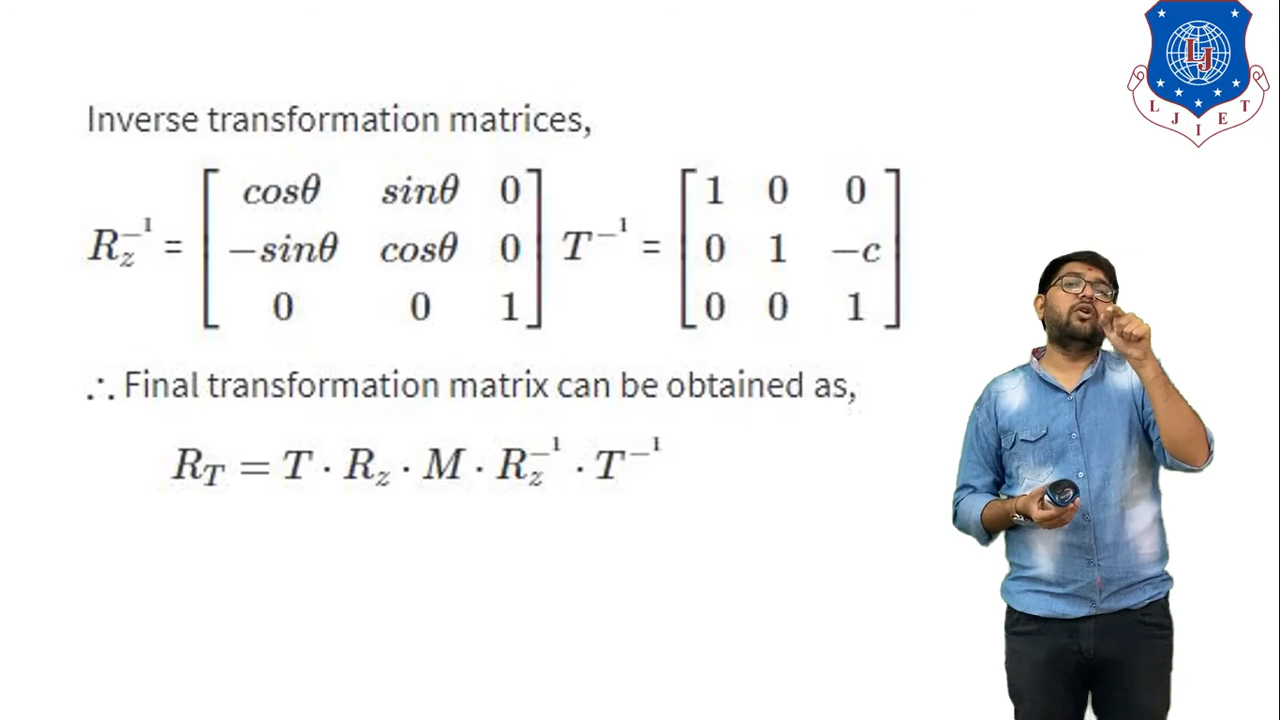 LJ
L J I E T
Inverse transformation matrices,
R_z^{-1} = [ cosθ sinθ 0 ; −sinθ cosθ 0 ; 0 0 1 ] T^{-1} = [ 1 0 0 ; 0 1 −c ; 0 0 1 ]
∴ Final transformation matrix can be obtained as,
R_T = T · R_z · M · R_z^{-1} · T^{-1}